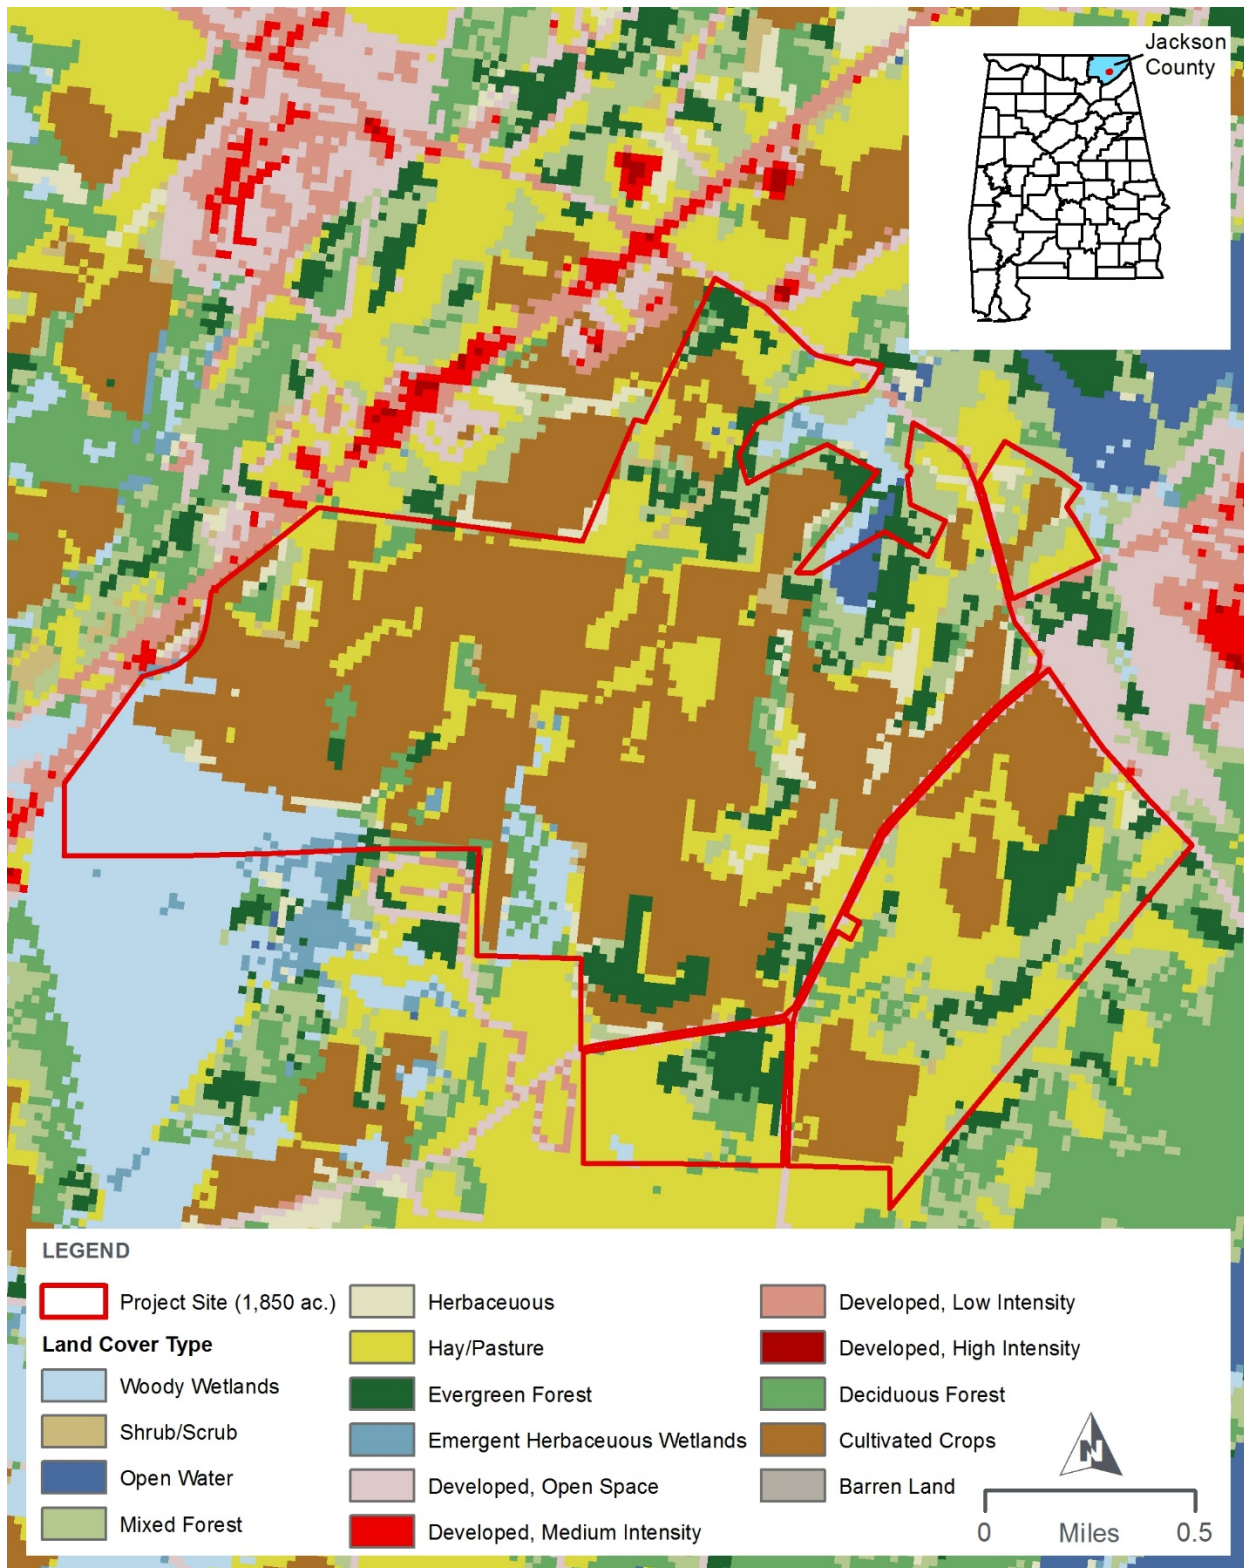 Jackson
County
LEGEND
Project Site (1,850 ac.)
Land Cover Type
Woody Wetlands
Shrub/Scrub
Open Water
Mixed Forest
Herbaceuous
Hay/Pasture
Evergreen Forest
Emergent Herbaceuous Wetlands
Developed, Open Space
Developed, Medium Intensity
Developed, Low Intensity
Developed, High Intensity
Deciduous Forest
Cultivated Crops
Barren Land
N
0 Miles 0.5